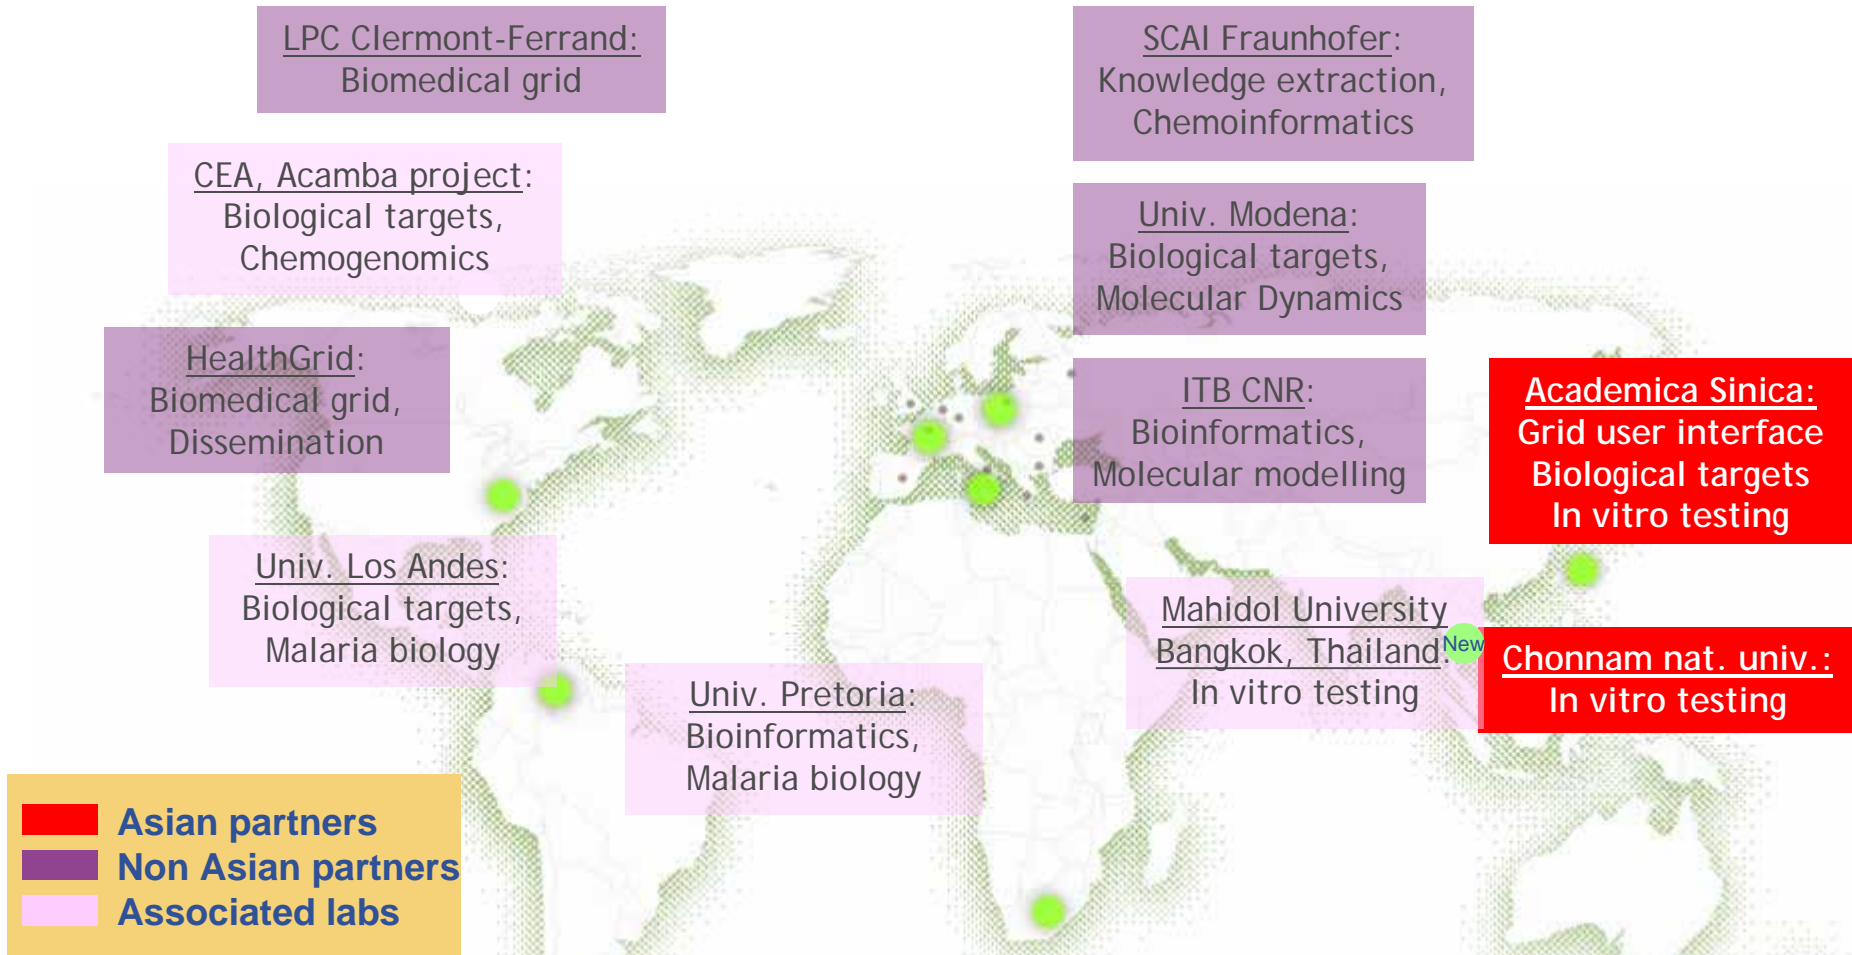 LPC Clermont-Ferrand:
Biomedical grid
SCAI Fraunhofer:
Knowledge extraction,
Chemoinformatics
CEA, Acamba project:
Biological targets,
Chemogenomics
Univ. Modena:
Biological targets,
Molecular Dynamics
HealthGrid:
Biomedical grid,
Dissemination
ITB CNR:
Bioinformatics,
Molecular modelling
Academica Sinica:
Grid user interface
Biological targets
In vitro testing
Univ. Los Andes:
Biological targets,
Malaria biology
Mahidol University
Bangkok, Thailand:
In vitro testing
New
Chonnam nat. univ.:
In vitro testing
Univ. Pretoria:
Bioinformatics,
Malaria biology
Asian partners
Non Asian partners
Associated labs